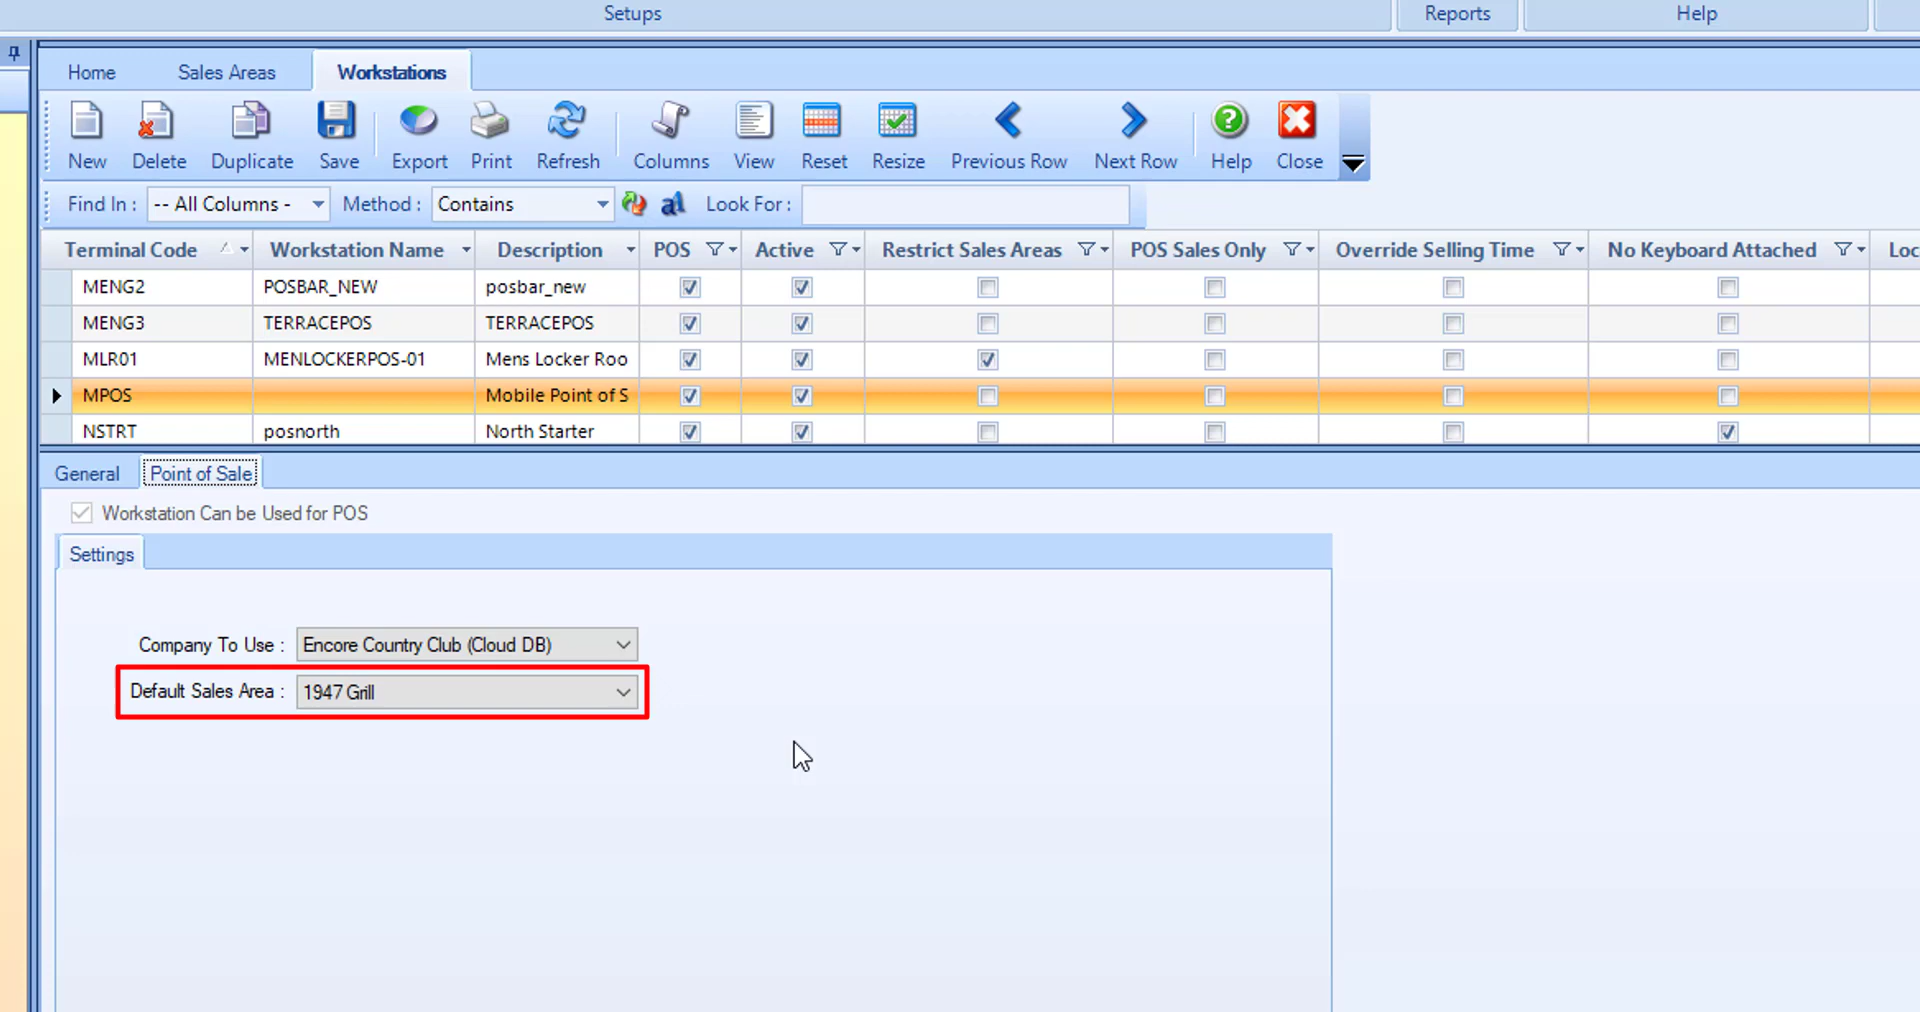 Setups Reports Help
Home Sales Areas Workstations
New Delete Duplicate Save Export Print Refresh Columns View Reset Resize Previous Row Next Row Help Close
Find In : -- All Columns - Method : Contains Look For :
Terminal Code Workstation Name Description POS Active Restrict Sales Areas POS Sales Only Override Selling Time No Keyboard Attached Loc
MENG2 POSBAR_NEW posbar_new
MENG3 TERRACEPOS TERRACEPOS
MLR01 MENLOCKERPOS-01 Mens Locker Roo
MPOS Mobile Point of S
NSTRT posnorth North Starter
General Point of Sale
Workstation Can be Used for POS
Settings
Company To Use : Encore Country Club (Cloud DB)
Default Sales Area : 1947 Grill